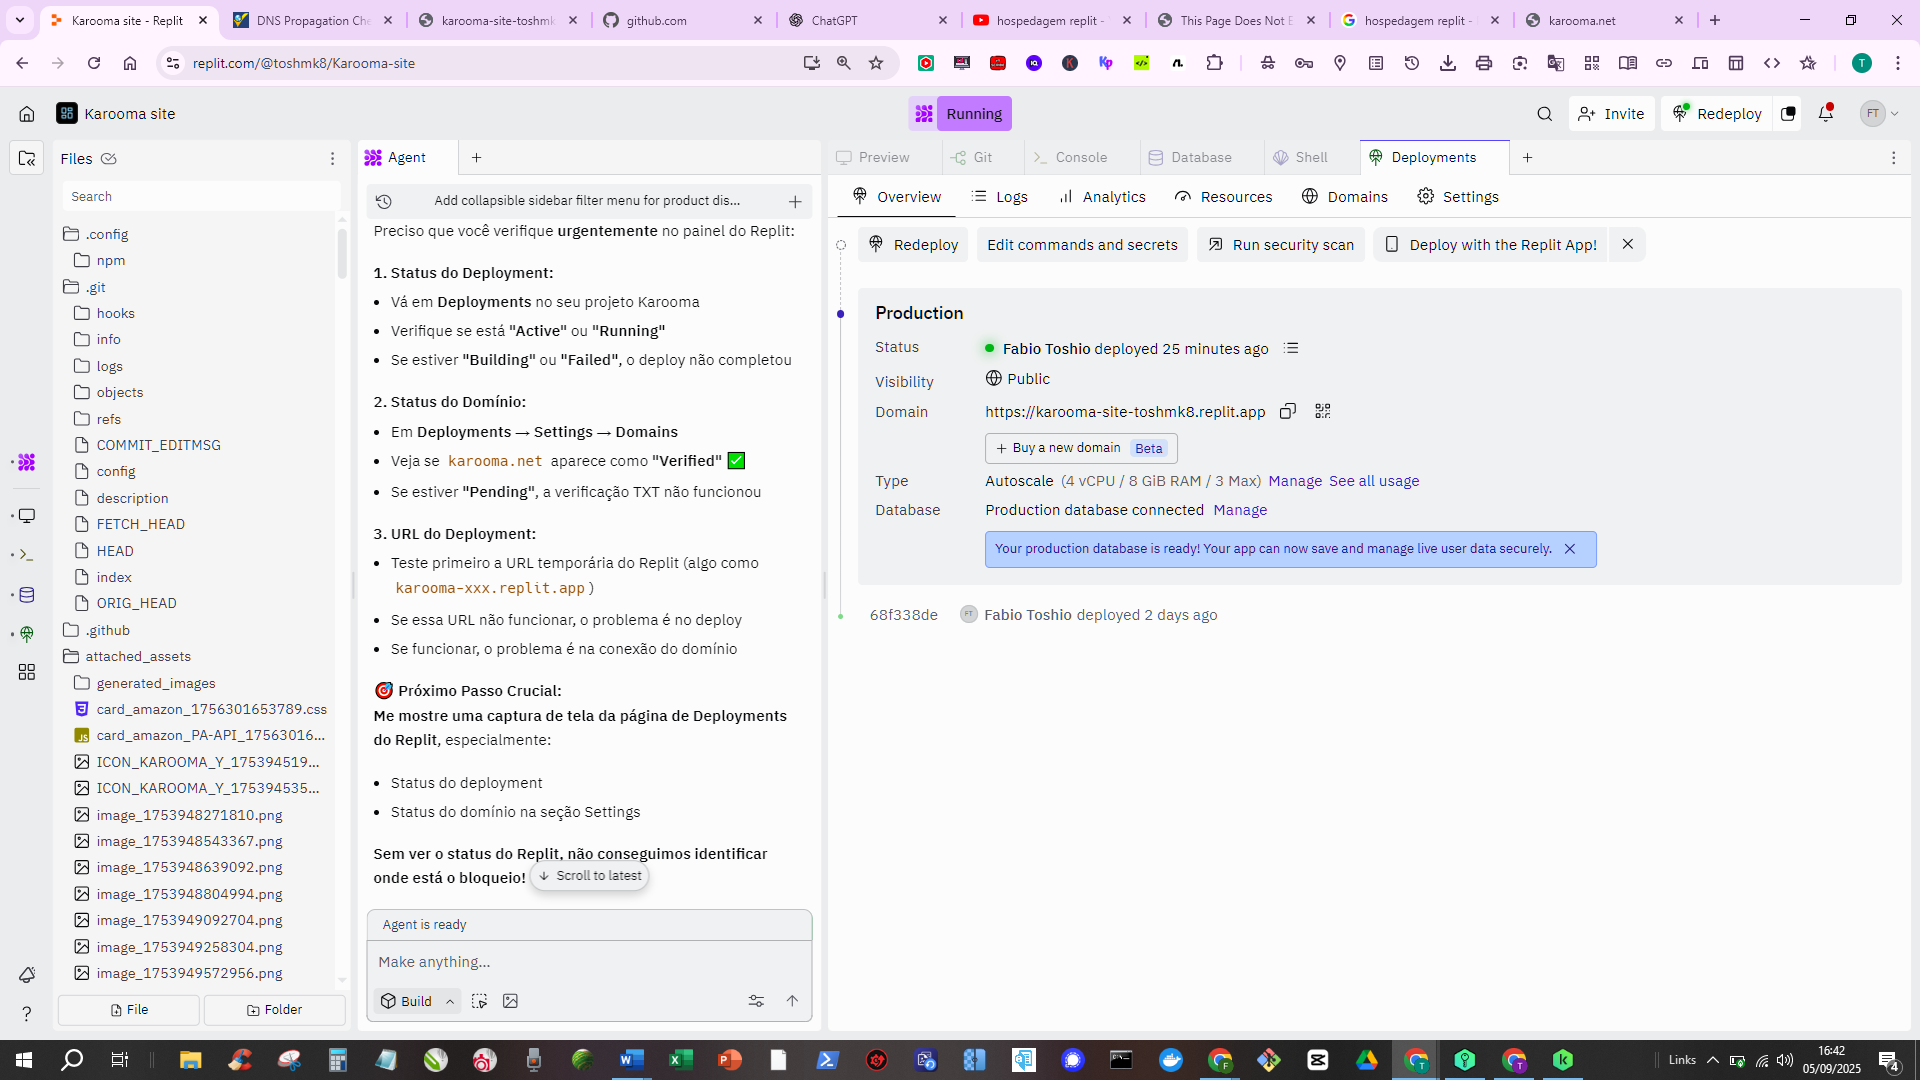 Karooma site - Replit
DNS Propagation Che
karooma-site-toshmk
github.com
ChatGPT
hospedagem replit -
This Page Does Not E
hospedagem replit -
karooma.net
replit.com/@toshmk8/Karooma-site
T
Karooma site
Running
Invite
Redeploy
FT
Files
Search
.config
npm
.git
hooks
info
logs
objects
refs
COMMIT_EDITMSG
config
description
FETCH_HEAD
HEAD
index
ORIG_HEAD
.github
attached_assets
generated_images
card_amazon_1756301653789.css
card_amazon_PA-API_17563016...
ICON_KAROOMA_Y_175394519...
ICON_KAROOMA_Y_175394535...
image_1753948271810.png
image_1753948543367.png
image_1753948639092.png
image_1753948804994.png
image_1753949092704.png
image_1753949258304.png
image_1753949572956.png
File
Folder
Agent
Add collapsible sidebar filter menu for product dis...
Preciso que você verifique urgentemente no painel do Replit:
1. Status do Deployment:
• Vá em Deployments no seu projeto Karooma
• Verifique se está "Active" ou "Running"
• Se estiver "Building" ou "Failed", o deploy não completou
2. Status do Domínio:
• Em Deployments → Settings → Domains
• Veja se karooma.net aparece como "Verified" ✅
• Se estiver "Pending", a verificação TXT não funcionou
3. URL do Deployment:
• Teste primeiro a URL temporária do Replit (algo como
karooma-xxx.replit.app)
• Se essa URL não funcionar, o problema é no deploy
• Se funcionar, o problema é na conexão do domínio
🎯 Próximo Passo Crucial:
Me mostre uma captura de tela da página de Deployments
do Replit, especialmente:
• Status do deployment
• Status do domínio na seção Settings
Sem ver o status do Replit, não conseguimos identificar
onde está o bloqueio!
Scroll to latest
Agent is ready
Make anything...
Build
Preview
Git
Console
Database
Shell
Deployments
Overview
Logs
Analytics
Resources
Domains
Settings
Redeploy
Edit commands and secrets
Run security scan
Deploy with the Replit App!
Production
Status
Fabio Toshio deployed 25 minutes ago
Visibility
Public
Domain
https://karooma-site-toshmk8.replit.app
Buy a new domain Beta
Type
Autoscale (4 vCPU / 8 GiB RAM / 3 Max) Manage See all usage
Database
Production database connected Manage
Your production database is ready! Your app can now save and manage live user data securely.
68f338de
FT
Fabio Toshio deployed 2 days ago
Links
16:42
05/09/2025
4